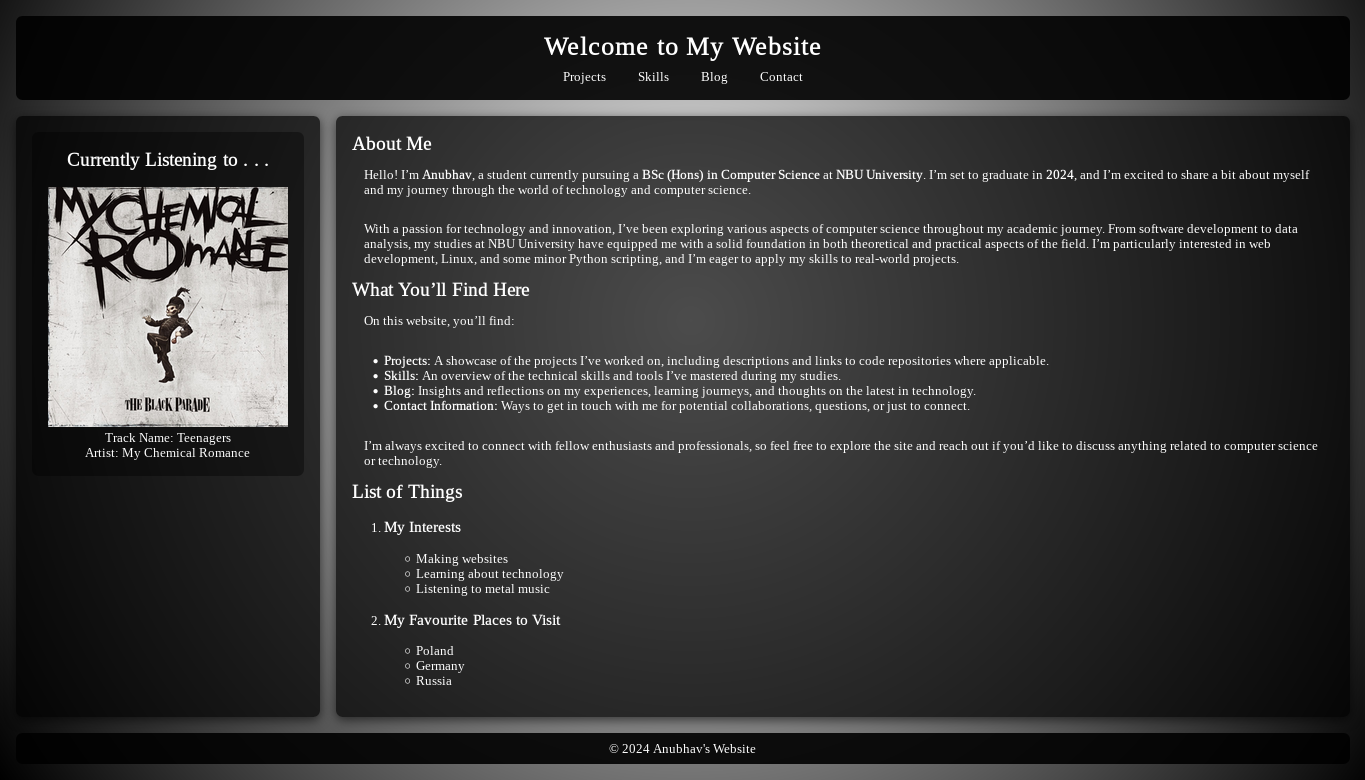 Welcome to My Website
Projects Skills Blog Contact
Currently Listening to . . .
MY CHEMICAL
ROMANCE
THE BLACK PARADE
Track Name: Teenagers
Artist: My Chemical Romance
About Me
Hello! I’m Anubhav, a student currently pursuing a BSc (Hons) in Computer Science at NBU University. I’m set to graduate in 2024, and I’m excited to share a bit about myself
and my journey through the world of technology and computer science.
With a passion for technology and innovation, I’ve been exploring various aspects of computer science throughout my academic journey. From software development to data
analysis, my studies at NBU University have equipped me with a solid foundation in both theoretical and practical aspects of the field. I’m particularly interested in web
development, Linux, and some minor Python scripting, and I’m eager to apply my skills to real-world projects.
What You’ll Find Here
On this website, you’ll find:
• Projects: A showcase of the projects I’ve worked on, including descriptions and links to code repositories where applicable.
• Skills: An overview of the technical skills and tools I’ve mastered during my studies.
• Blog: Insights and reflections on my experiences, learning journeys, and thoughts on the latest in technology.
• Contact Information: Ways to get in touch with me for potential collaborations, questions, or just to connect.
I’m always excited to connect with fellow enthusiasts and professionals, so feel free to explore the site and reach out if you’d like to discuss anything related to computer science
or technology.
List of Things
1. My Interests
○ Making websites
○ Learning about technology
○ Listening to metal music
2. My Favourite Places to Visit
○ Poland
○ Germany
○ Russia
© 2024 Anubhav's Website